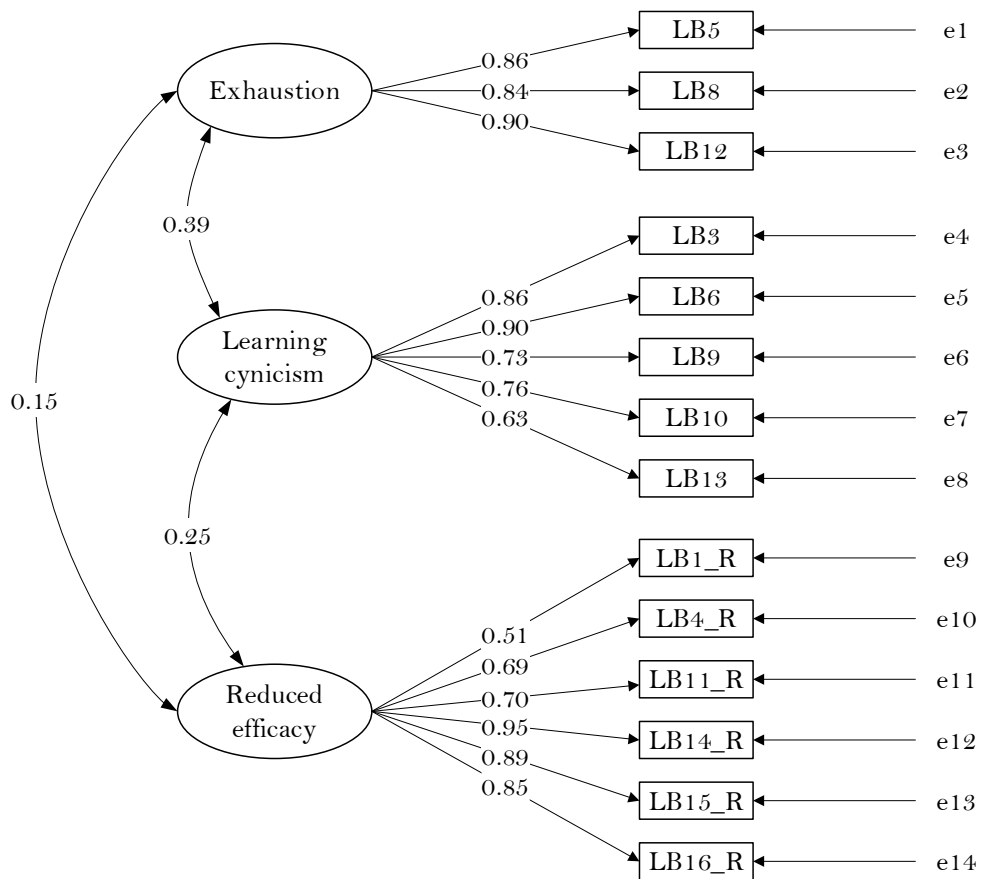 LB5 e1
0.86
Exhaustion 0.84 LB8 e2
0.90
LB12 e3
0.39
LB3 e4
0.86
LB6 e5
0.90
Learning
cynicism
0.73 LB9 e6
0.76
0.15
LB10 e7
0.63
LB13 e8
0.25
LB1_R e9
0.51
LB4_R e10
0.69
LB11_R e11
Reduced
efficacy
0.70
0.95
LB14_R e12
0.89
0.85
LB15_R e13
LB16_R e14